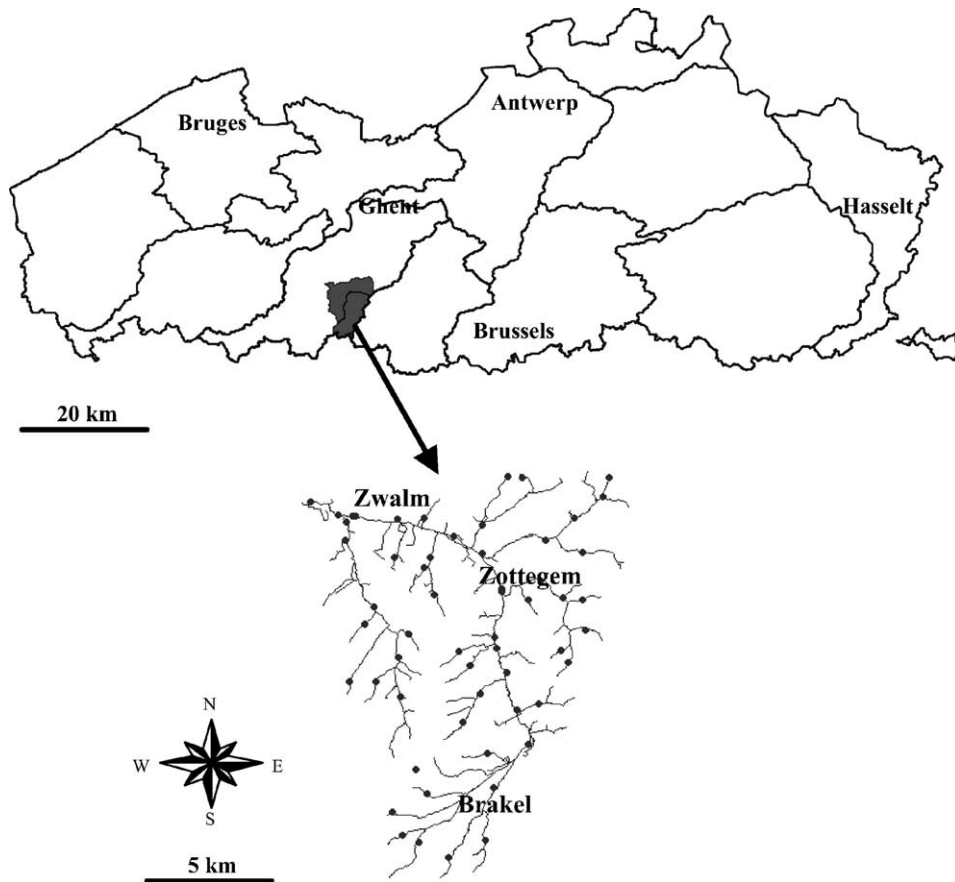 Antwerp
Bruges
Ghent
Hasselt
Brussels
20 km
Zwalm
Zottegem
N
W
E
S
Brakel
5 km